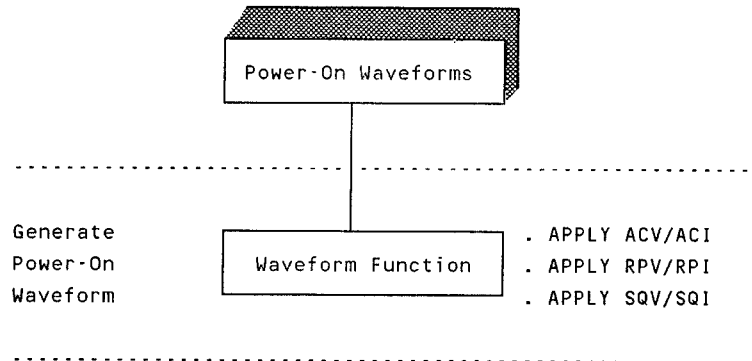 Power-On Waveforms
Generate
Power-On
Waveform
Waveform Function
. APPLY ACV/ACI
. APPLY RPV/RPI
. APPLY SQV/SQI